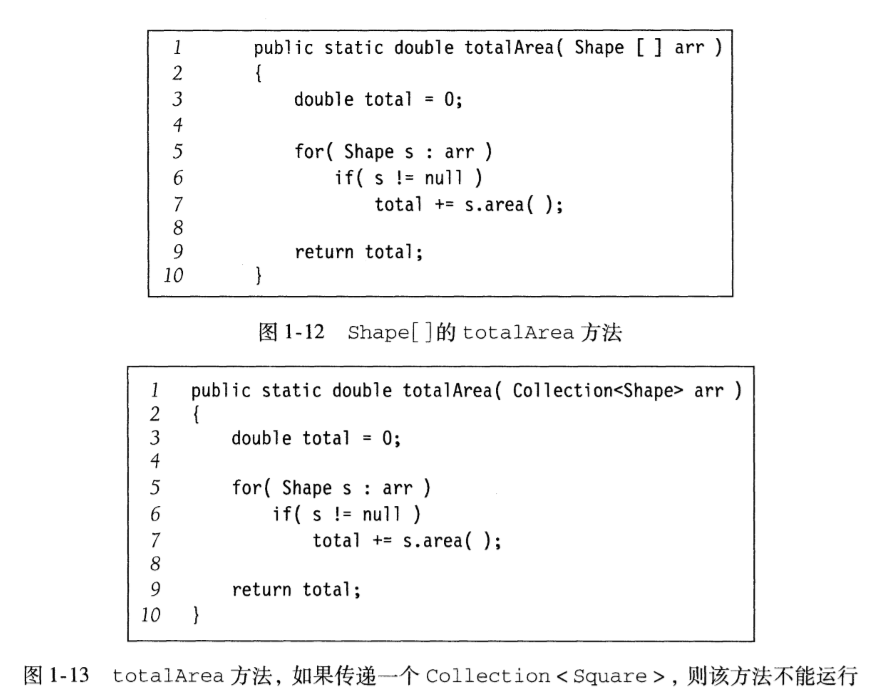 1 public static double totalArea( Shape [ ] arr )
2 {
3 double total = 0;
4
5 for( Shape s : arr )
6 if( s != null )
7 total += s.area( );
8
9 return total;
10 }
图 1-12 Shape[ ]的 totalArea 方法
1 public static double totalArea( Collection<Shape> arr )
2 {
3 double total = 0;
4
5 for( Shape s : arr )
6 if( s != null )
7 total += s.area( );
8
9 return total;
10 }
图 1-13 totalArea 方法，如果传递一个 Collection < Square > ，则该方法不能运行